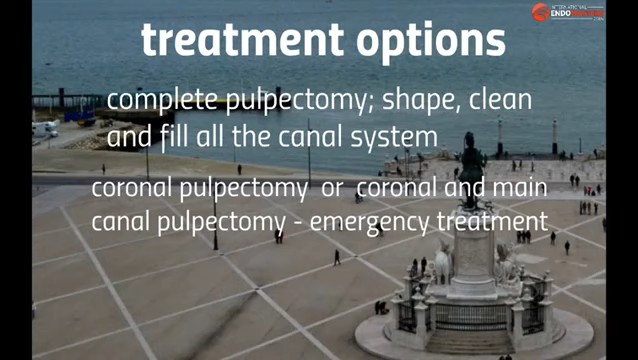 INTERNATIONAL
treatment options
complete pulpectomy; shape, clean
and fill all the canal system
coronal pulpectomy or coronal and main
canal pulpectomy - emergency treatment